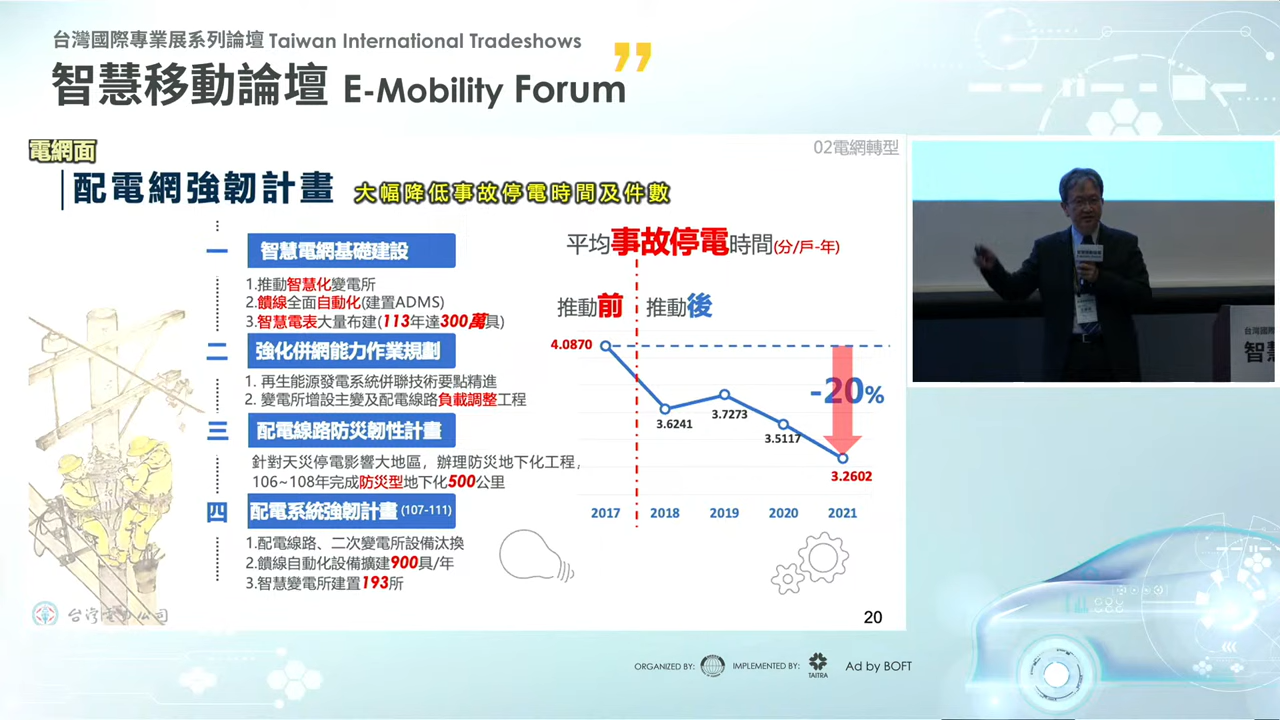 台灣國際專業展系列論壇 Taiwan International Tradeshows
智慧移動論壇 E-Mobility Forum
電網面
02電網轉型
配電網強韌計畫 大幅降低事故停電時間及件數
一 智慧電網基礎建設
1.推動智慧化變電所
2.饋線全面自動化(建置ADMS)
3.智慧電表大量布建(113年達300萬具)
二 強化併網能力作業規劃
1. 再生能源發電系統併聯技術要點精進
2. 變電所增設主變及配電線路負載調整工程
三 配電線路防災韌性計畫
針對天災停電影響大地區，辦理防災地下化工程，
106~108年完成防災型地下化500公里
四 配電系統強韌計畫 (107-111)
1.配電線路、二次變電所設備汰換
2.饋線自動化設備擴建900具/年
3.智慧變電所建置193所
平均事故停電時間(分/戶-年)
推動前 推動後
4.0870
3.6241
3.7273
3.5117
3.2602
-20%
2017 2018 2019 2020 2021
台灣電力公司
20
台灣國際
智慧
ORGANIZED BY: IMPLEMENTED BY: TAITRA Ad by BOFT